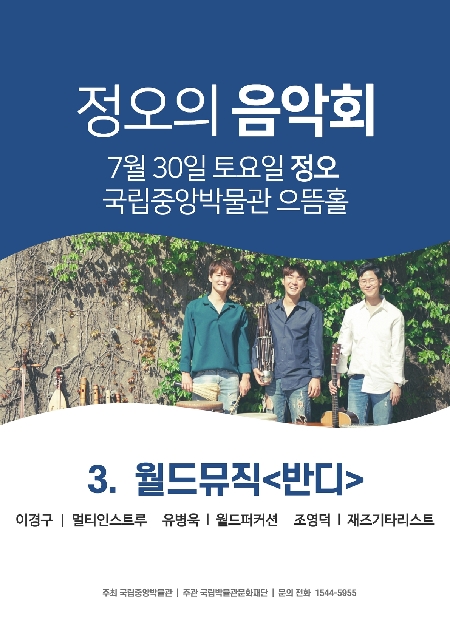 정오의 음악회
7월 30일 토요일 정오
국립중앙박물관 으뜸홀
3. 월드뮤직<반디>
이경구 | 멀티인스트루 유병욱 | 월드퍼커션 조영덕 | 재즈기타리스트
주최 국립중앙박물관 | 주관 국립박물관문화재단 | 문의 전화 1544-5955